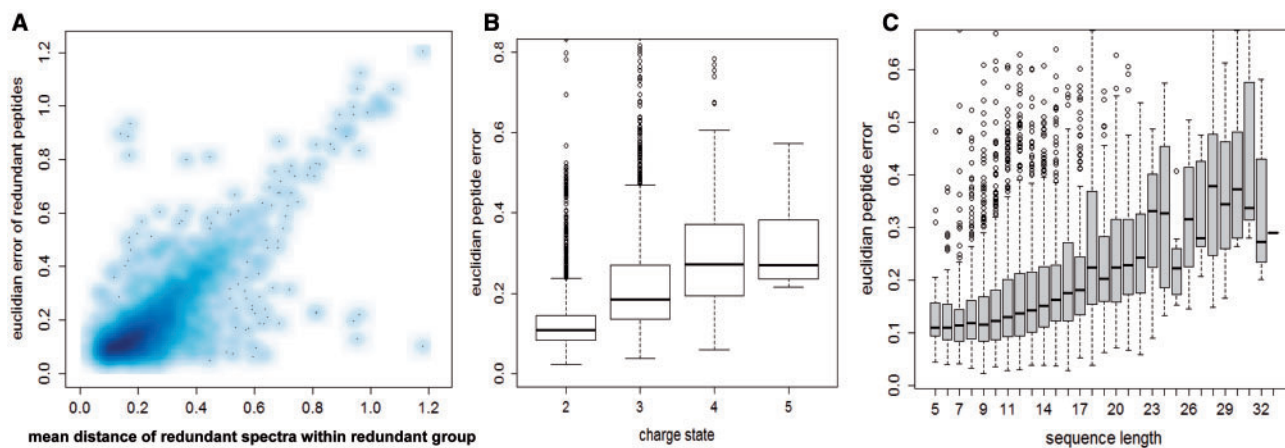 A
euclidian error of redundant peptides
1.2
1.0
0.8
0.6
0.4
0.2
0.0
0.0 0.2 0.4 0.6 0.8 1.0 1.2
mean distance of redundant spectra within redundant group
B
euclidian peptide error
0.8
0.6
0.4
0.2
0.0
2 3 4 5
charge state
C
euclidian peptide error
0.6
0.5
0.4
0.3
0.2
0.1
0.0
5 7 9 11 14 17 20 23 26 29 32
sequence length